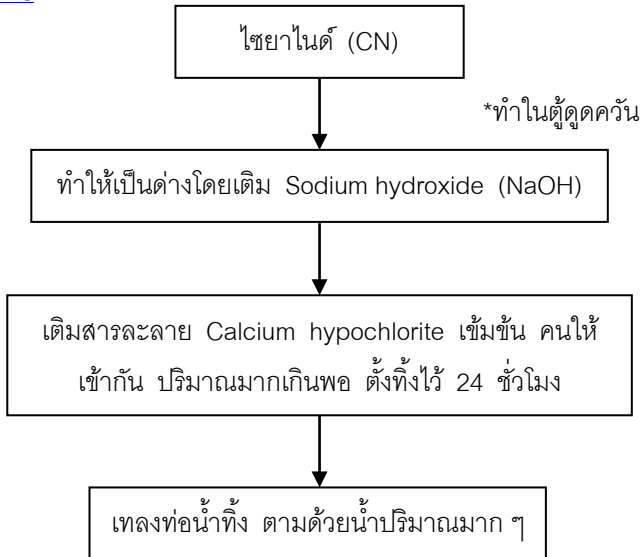 ไซยาไนด์ (CN)
*ทำในตู้ดูดควัน
ทำให้เป็นด่างโดยเติม Sodium hydroxide (NaOH)
เติมสารละลาย Calcium hypochlorite เข้มข้น คนให้
เข้ากัน ปริมาณมากเกินพอ ตั้งทิ้งไว้ 24 ชั่วโมง
เทลงท่อน้ำทิ้ง ตามด้วยน้ำปริมาณมาก ๆ